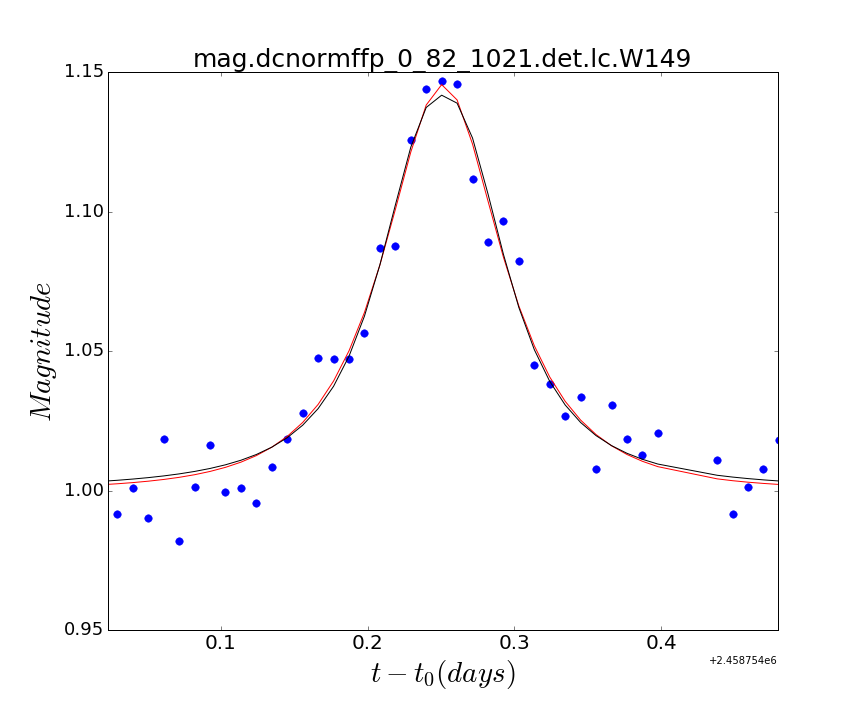 mag.dcnormffp_0_82_1021.det.lc.W149
1.15
1.10
1.05
1.00
0.95
Magnitude
0.1 0.2 0.3 0.4
+2.458754e6
t − t₀(days)